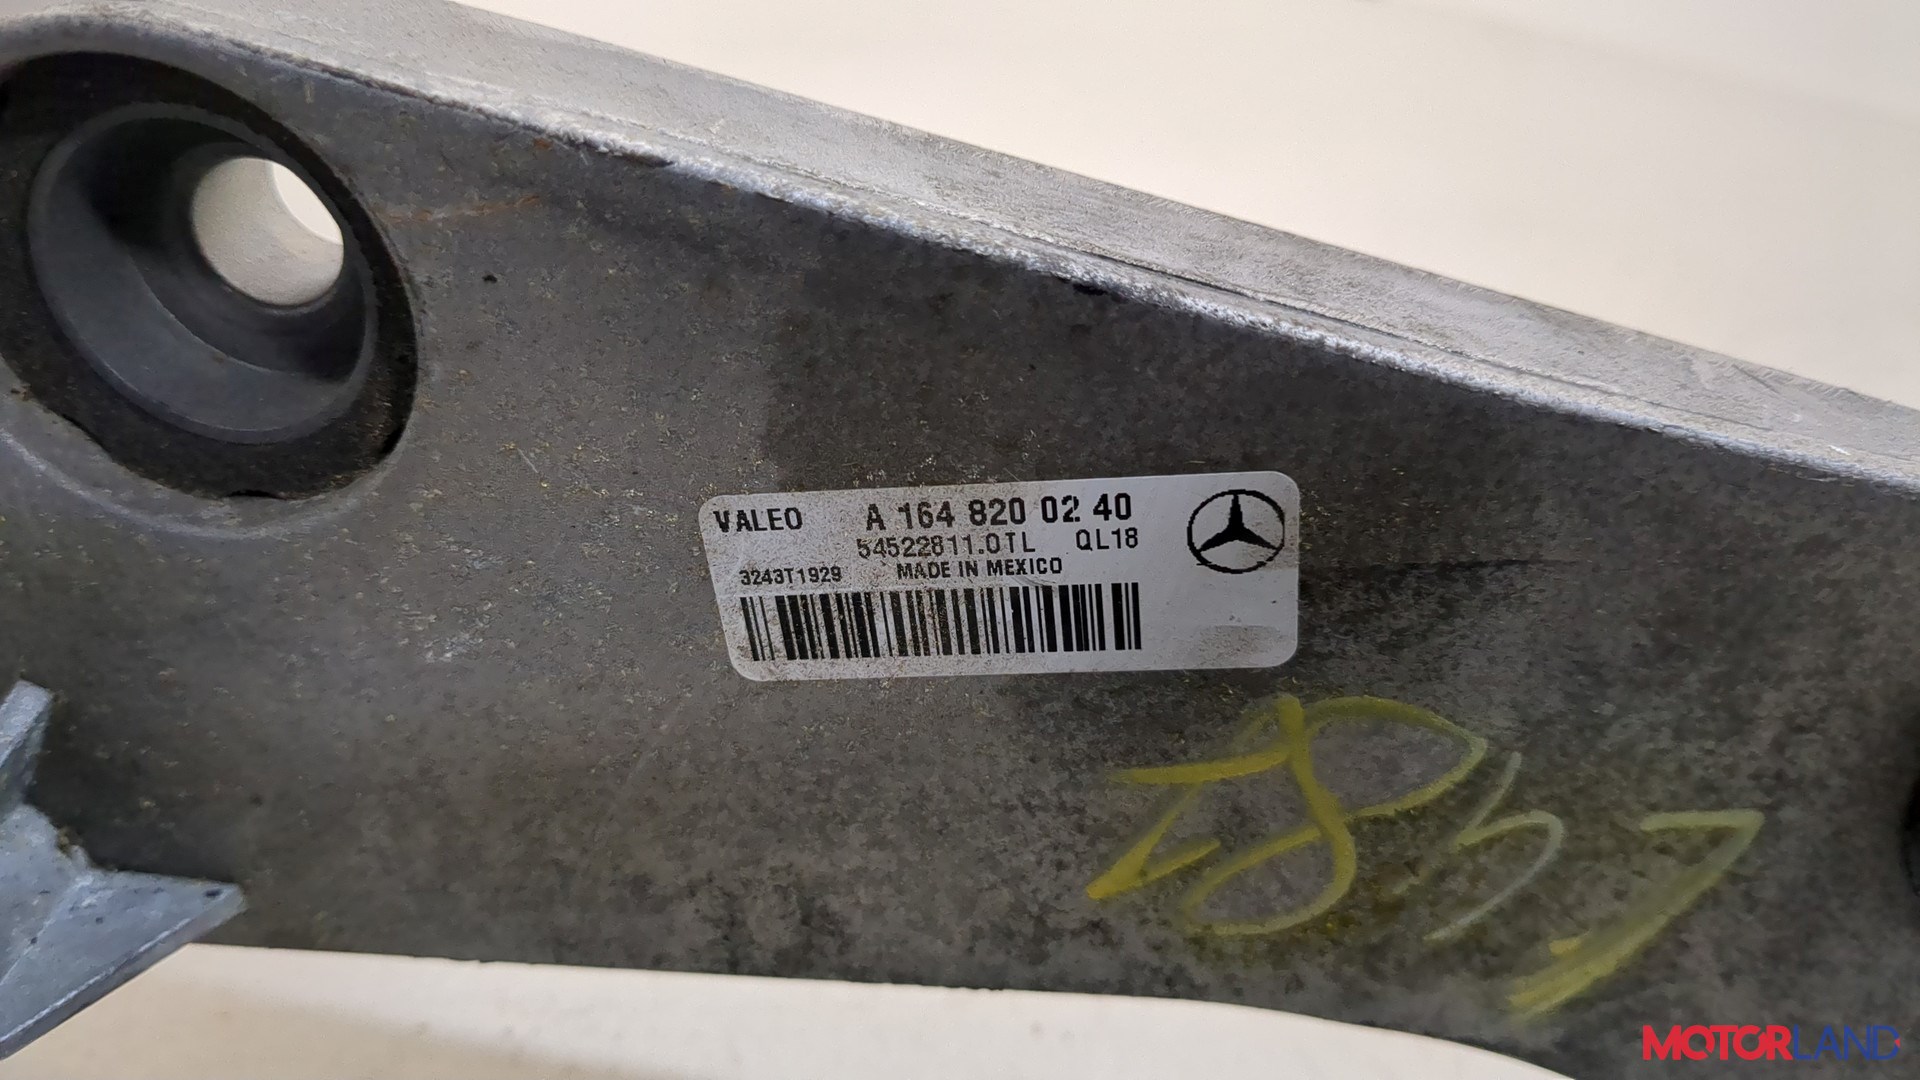 VALEO A 164 820 02 40
54522811.0TL QL18
3243T1929 MADE IN MEXICO
MOTORLAND